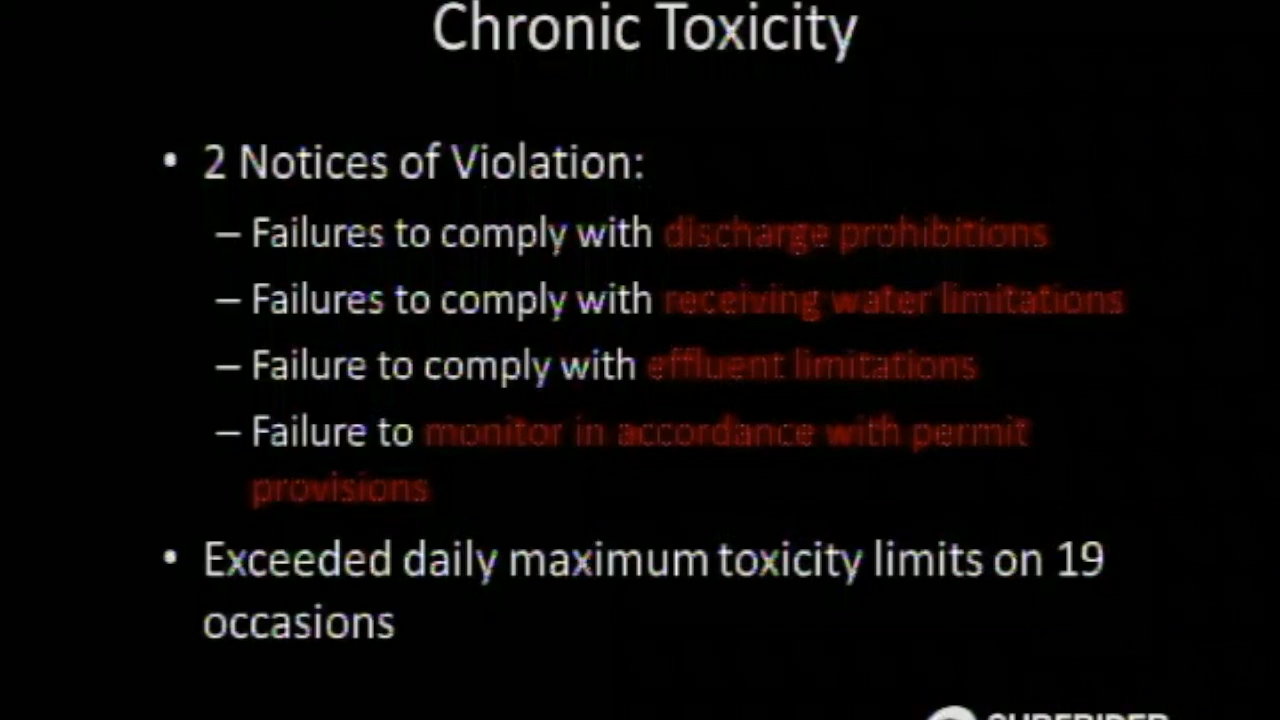 Chronic Toxicity
• 2 Notices of Violation:
– Failures to comply with discharge prohibitions
– Failures to comply with receiving water limitations
– Failure to comply with effluent limitations
– Failure to monitor in accordance with permit
provisions
• Exceeded daily maximum toxicity limits on 19
occasions
SURFRIDER